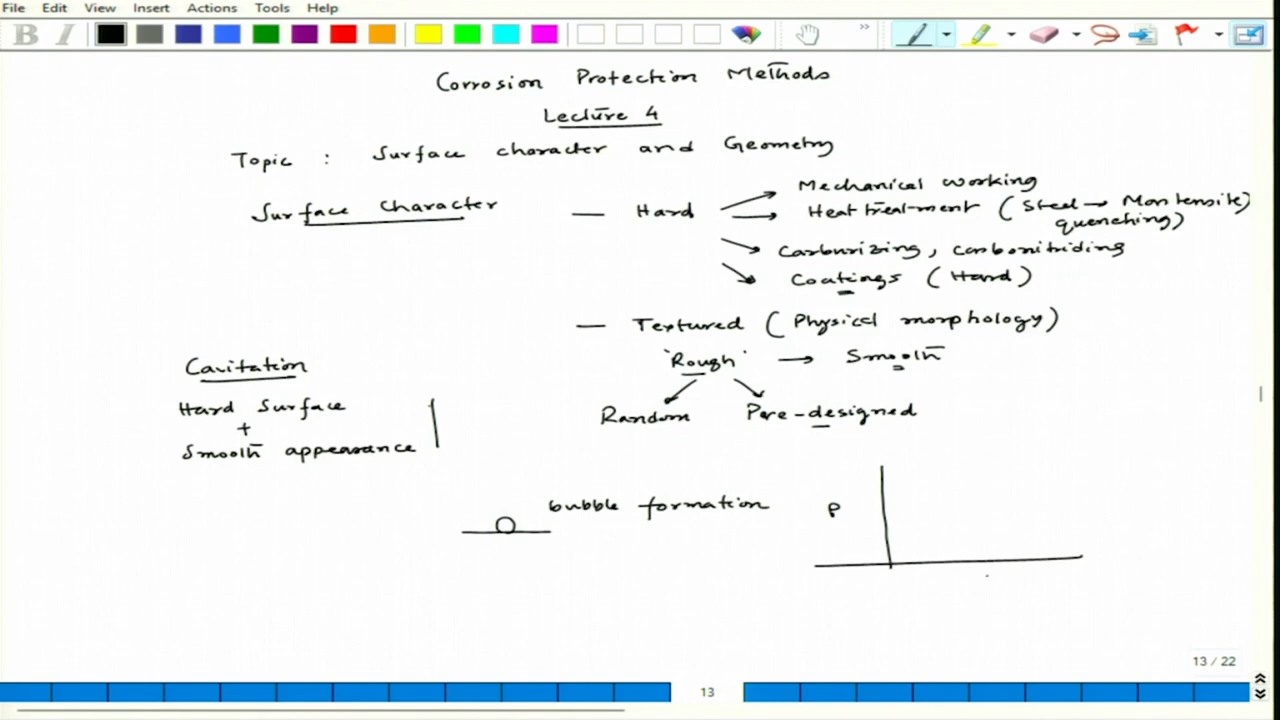 File Edit View Insert Actions Tools Help
B I
Corrosion Protection Methods
Lecture 4
Topic : Surface character and Geometry
Surface Character — Hard
Mechanical working
Heat treatment (Steel → Martensite)
quenching)
Carburizing, carbonitriding
Coatings (Hard)
— Textured (Physical morphology)
'Rough' → Smooth
Random Pre-designed
Cavitation
Hard Surface
+
Smooth appearance
bubble formation
P
13 / 22
13